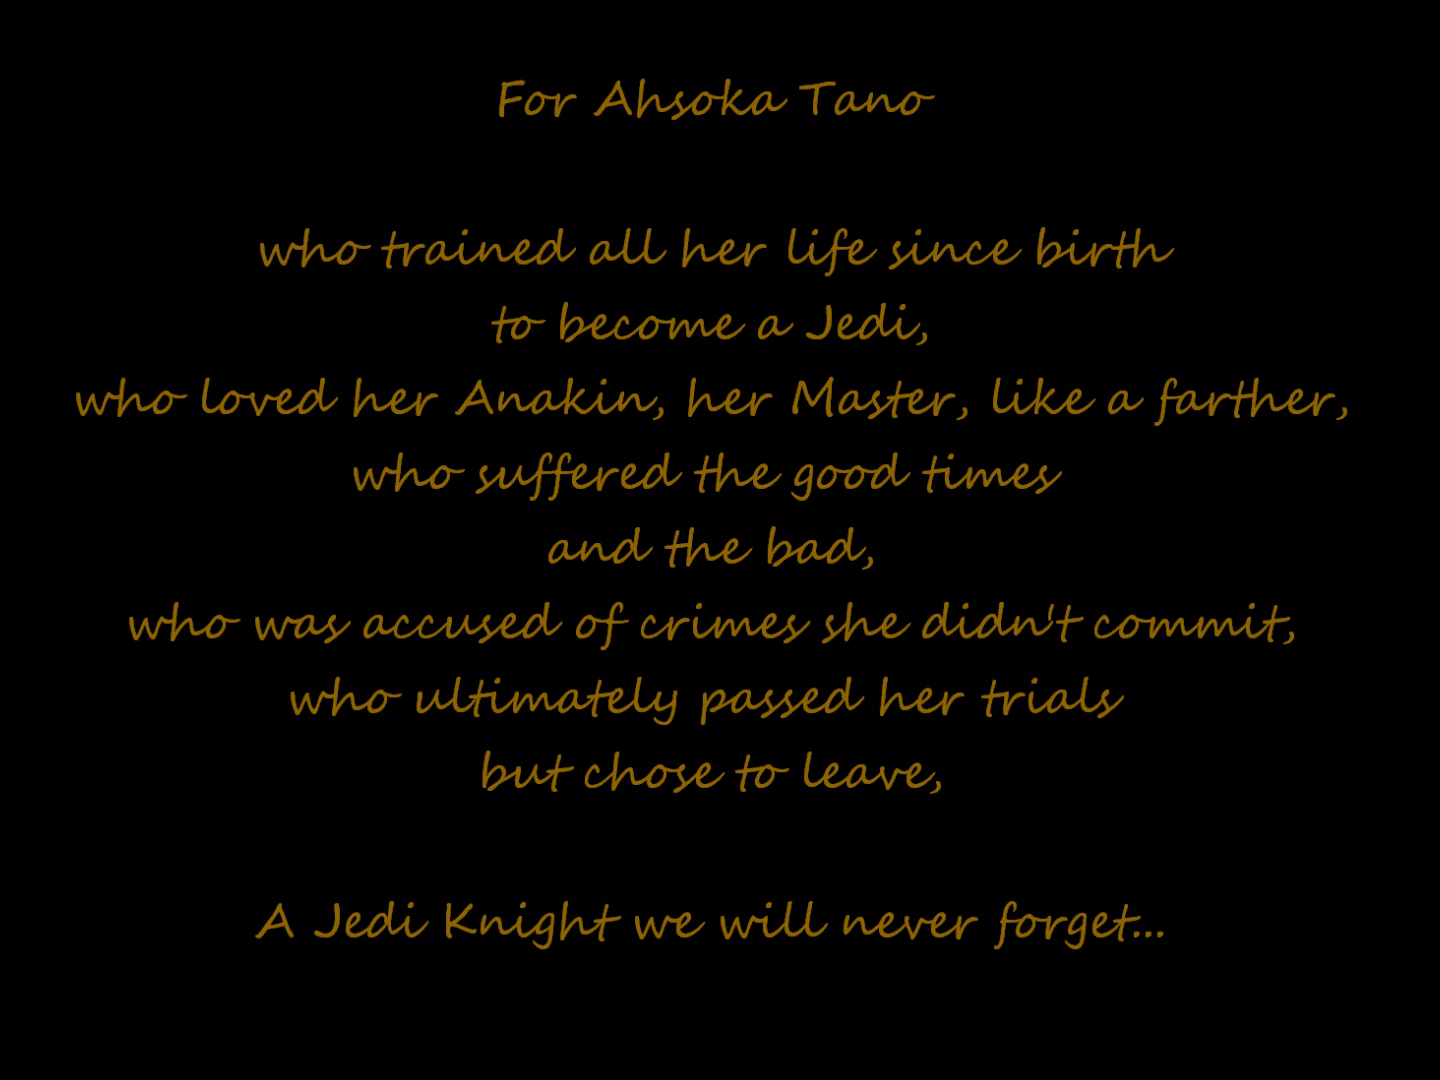 For Ahsoka Tano
who trained all her life since birth
to become a Jedi,
who loved her Anakin, her Master, like a farther,
who suffered the good times
and the bad,
who was accused of crimes she didn't commit,
who ultimately passed her trials
but chose to leave,
A Jedi Knight we will never forget...